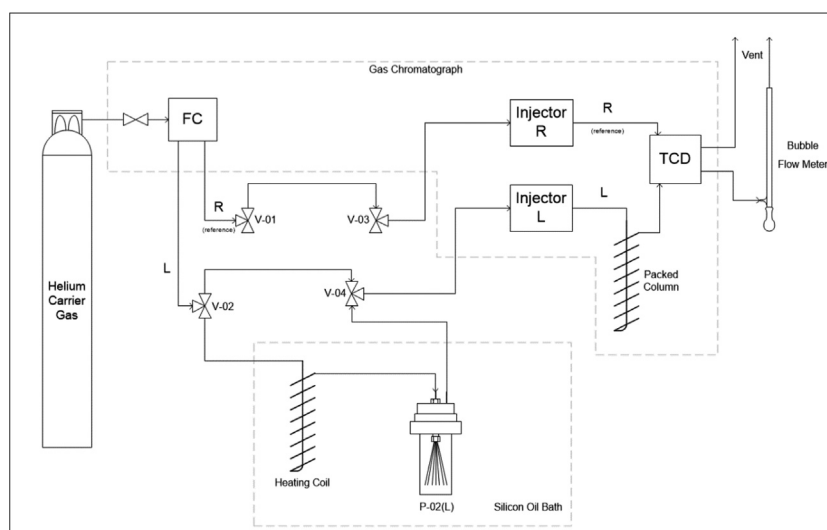 Vent
Gas Chromatograph
FC
Injector
R
R
(reference)
TCD
Bubble
Flow Meter
R
(reference)
V-01
V-03
Injector
L
L
L
Helium
Carrier
Gas
V-02
V-04
Packed
Column
Heating Coil
P-02(L)
Silicon Oil Bath